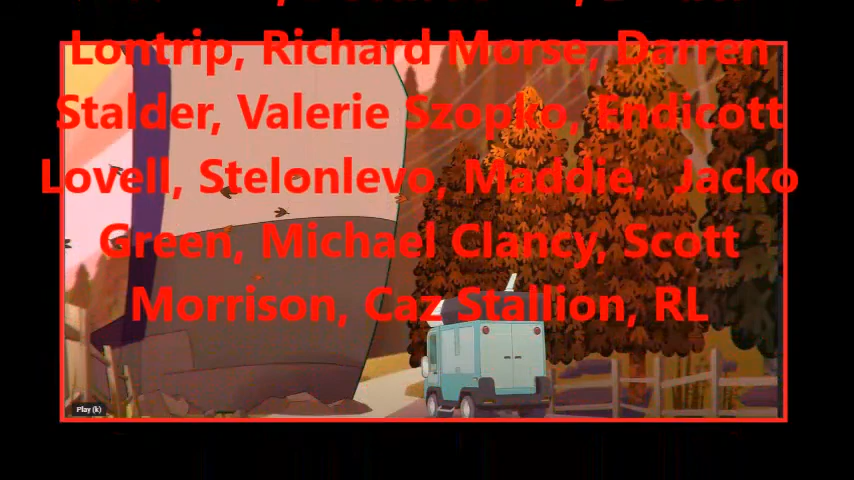 Lontrip, Richard Morse, Darren
Stalder, Valerie Szopko, Endicott
Lovell, Stelonlevo, Maddie, Jacko
Green, Michael Clancy, Scott
Morrison, Caz Stallion, RL
Play (k)